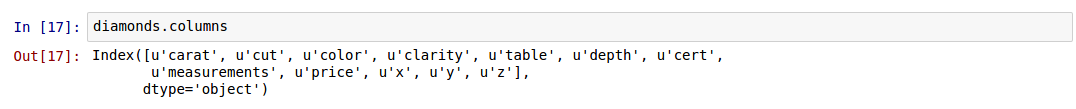 In [17]: diamonds.columns
Out[17]: Index([u'carat', u'cut', u'color', u'clarity', u'table', u'depth', u'cert',
u'measurements', u'price', u'x', u'y', u'z'],
dtype='object')